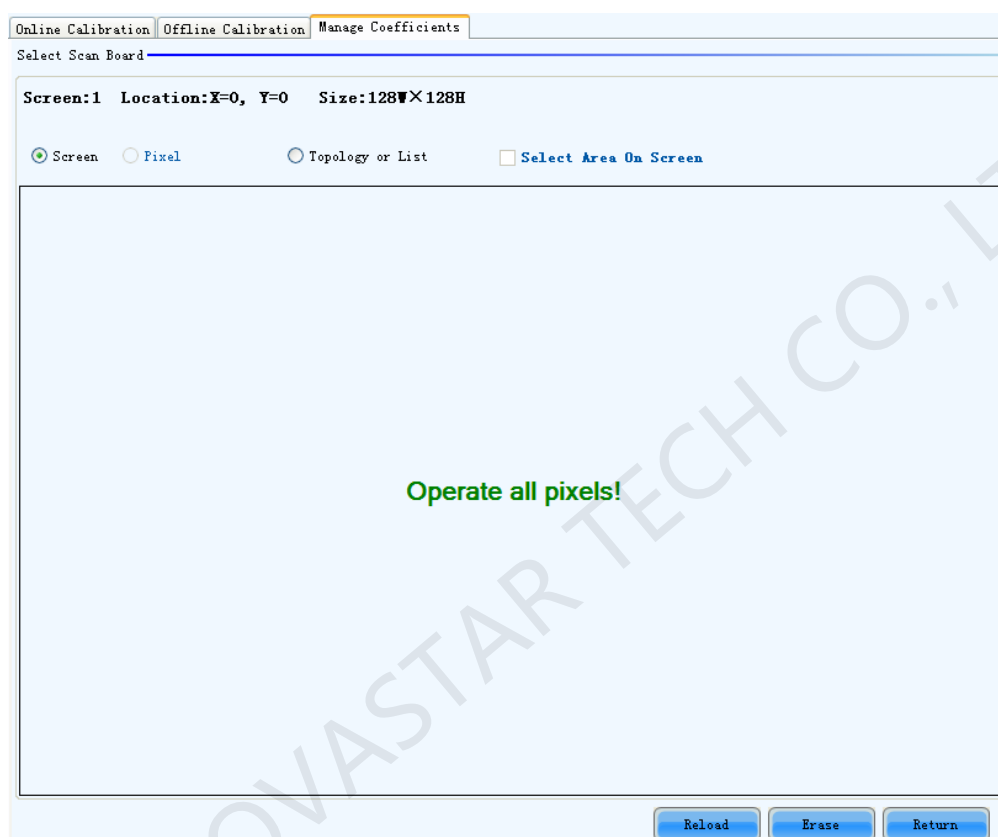 Online Calibration Offline Calibration Manage Coefficients
Select Scan Board
Screen:1 Location:X=0, Y=0 Size:128W×128H
Screen Pixel Topology or List Select Area On Screen
Operate all pixels!
OVASTAR TECH CO., L
Reload Erase Return